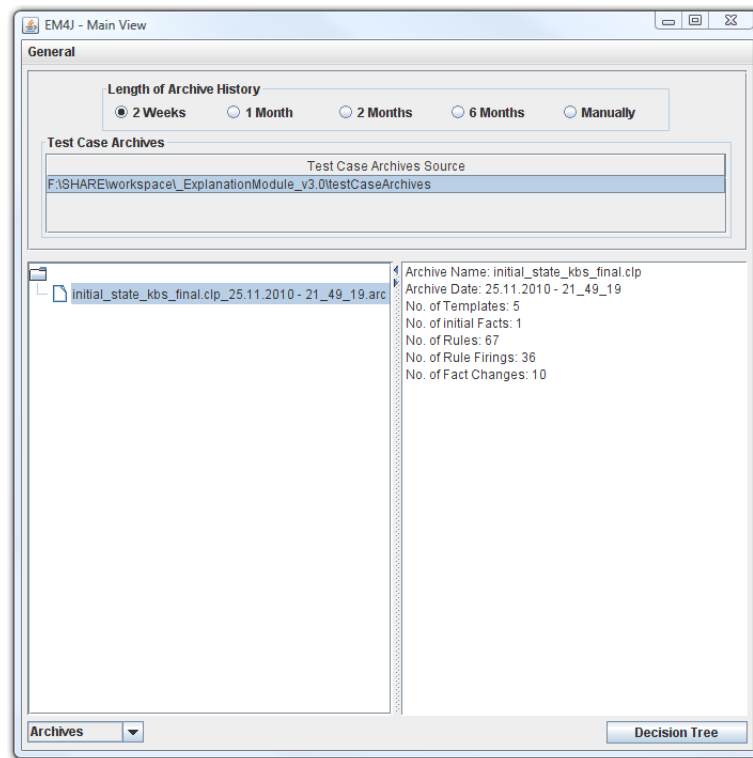 EM4J - Main View
General
Length of Archive History
2 Weeks 1 Month 2 Months 6 Months Manually
Test Case Archives
Test Case Archives Source
F:\SHARE\workspace\_ExplanationModule_v3.0\testCaseArchives
initial_state_kbs_final.clp_25.11.2010 - 21_49_19.arc
Archive Name: initial_state_kbs_final.clp
Archive Date: 25.11.2010 - 21_49_19
No. of Templates: 5
No. of initial Facts: 1
No. of Rules: 67
No. of Rule Firings: 36
No. of Fact Changes: 10
Archives
Decision Tree